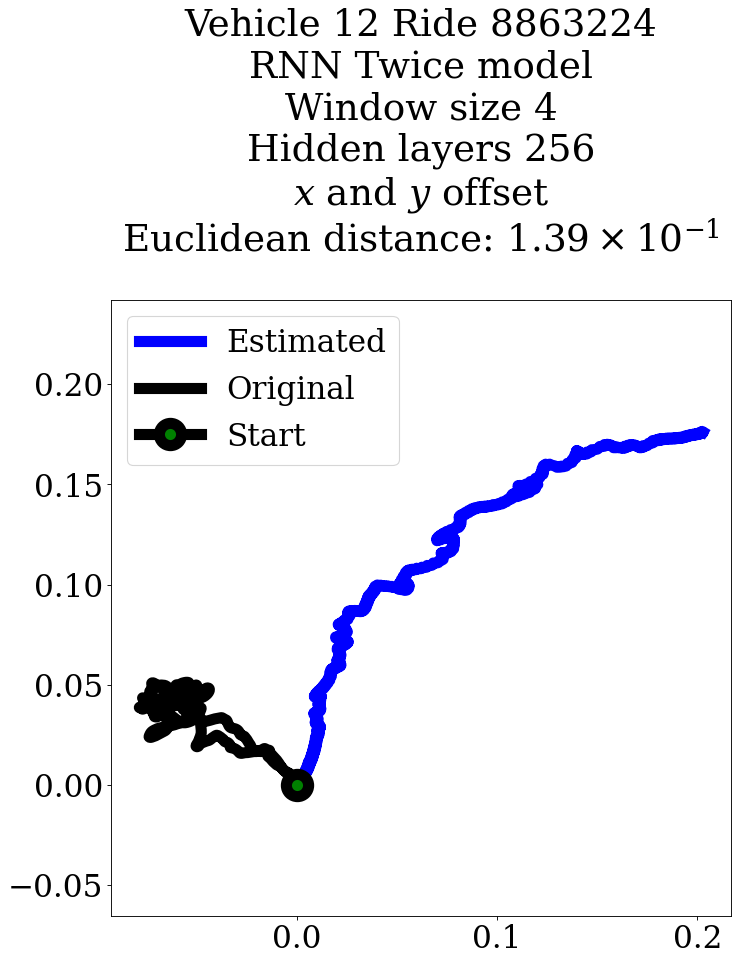 Vehicle 12 Ride 8863224
RNN Twice model
Window size 4
Hidden layers 256
x and y offset
Euclidean distance: 1.39 × 10⁻¹
Estimated
Original
Start
0.20
0.15
0.10
0.05
0.00
−0.05
0.0 0.1 0.2